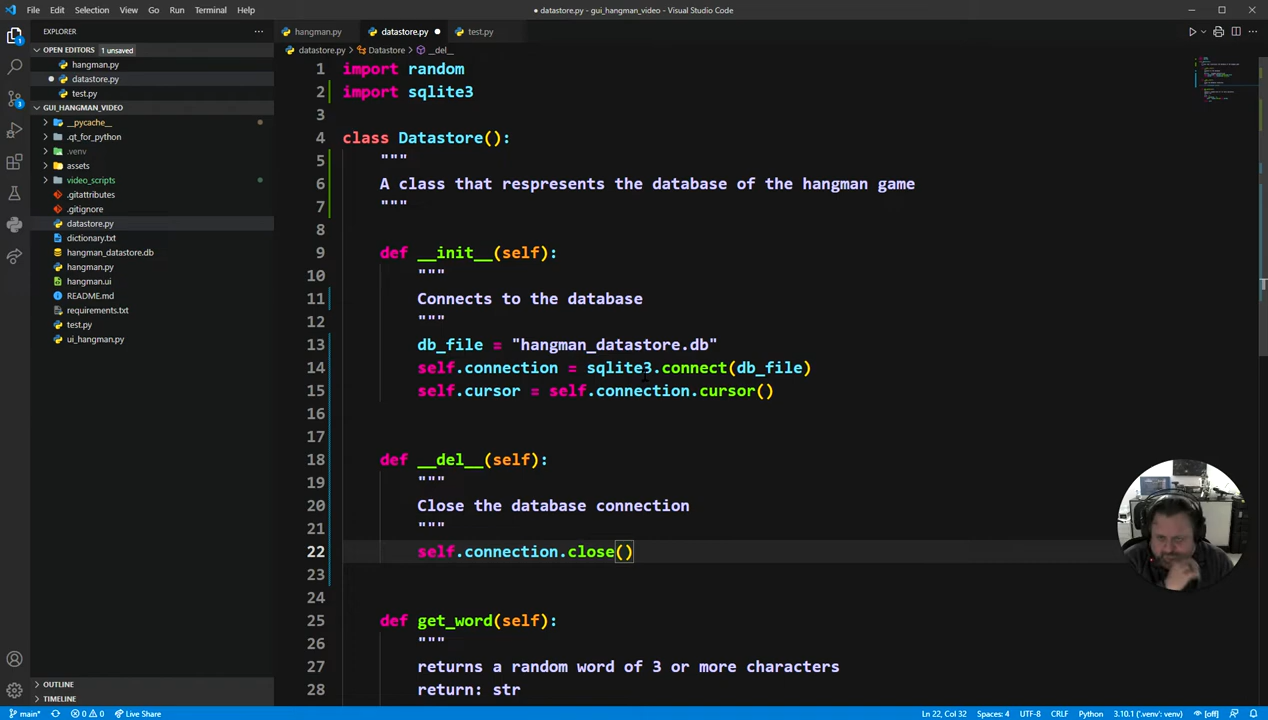 File Edit Selection View Go Run Terminal Help
● datastore.py - gui_hangman_video - Visual Studio Code
EXPLORER
OPEN EDITORS 1 unsaved
hangman.py
datastore.py
test.py
GUI_HANGMAN_VIDEO
__pycache__
.qt_for_python
.venv
assets
video_scripts
.gitattributes
.gitignore
datastore.py
dictionary.txt
hangman_datastore.db
hangman.py
hangman.ui
README.md
requirements.txt
test.py
ui_hangman.py
OUTLINE
TIMELINE
hangman.py datastore.py test.py
datastore.py > Datastore > __del__
1 import random
2 import sqlite3
3
4 class Datastore():
5 """
6 A class that respresents the database of the hangman game
7 """
8
9 def __init__(self):
10 """
11 Connects to the database
12 """
13 db_file = "hangman_datastore.db"
14 self.connection = sqlite3.connect(db_file)
15 self.cursor = self.connection.cursor()
16
17
18 def __del__(self):
19 """
20 Close the database connection
21 """
22 self.connection.close()
23
24
25 def get_word(self):
26 """
27 returns a random word of 3 or more characters
28 return: str
main* 0 0 Live Share
Ln 22, Col 32 Spaces: 4 UTF-8 CRLF Python 3.10.1 ('.venv': venv) [off]